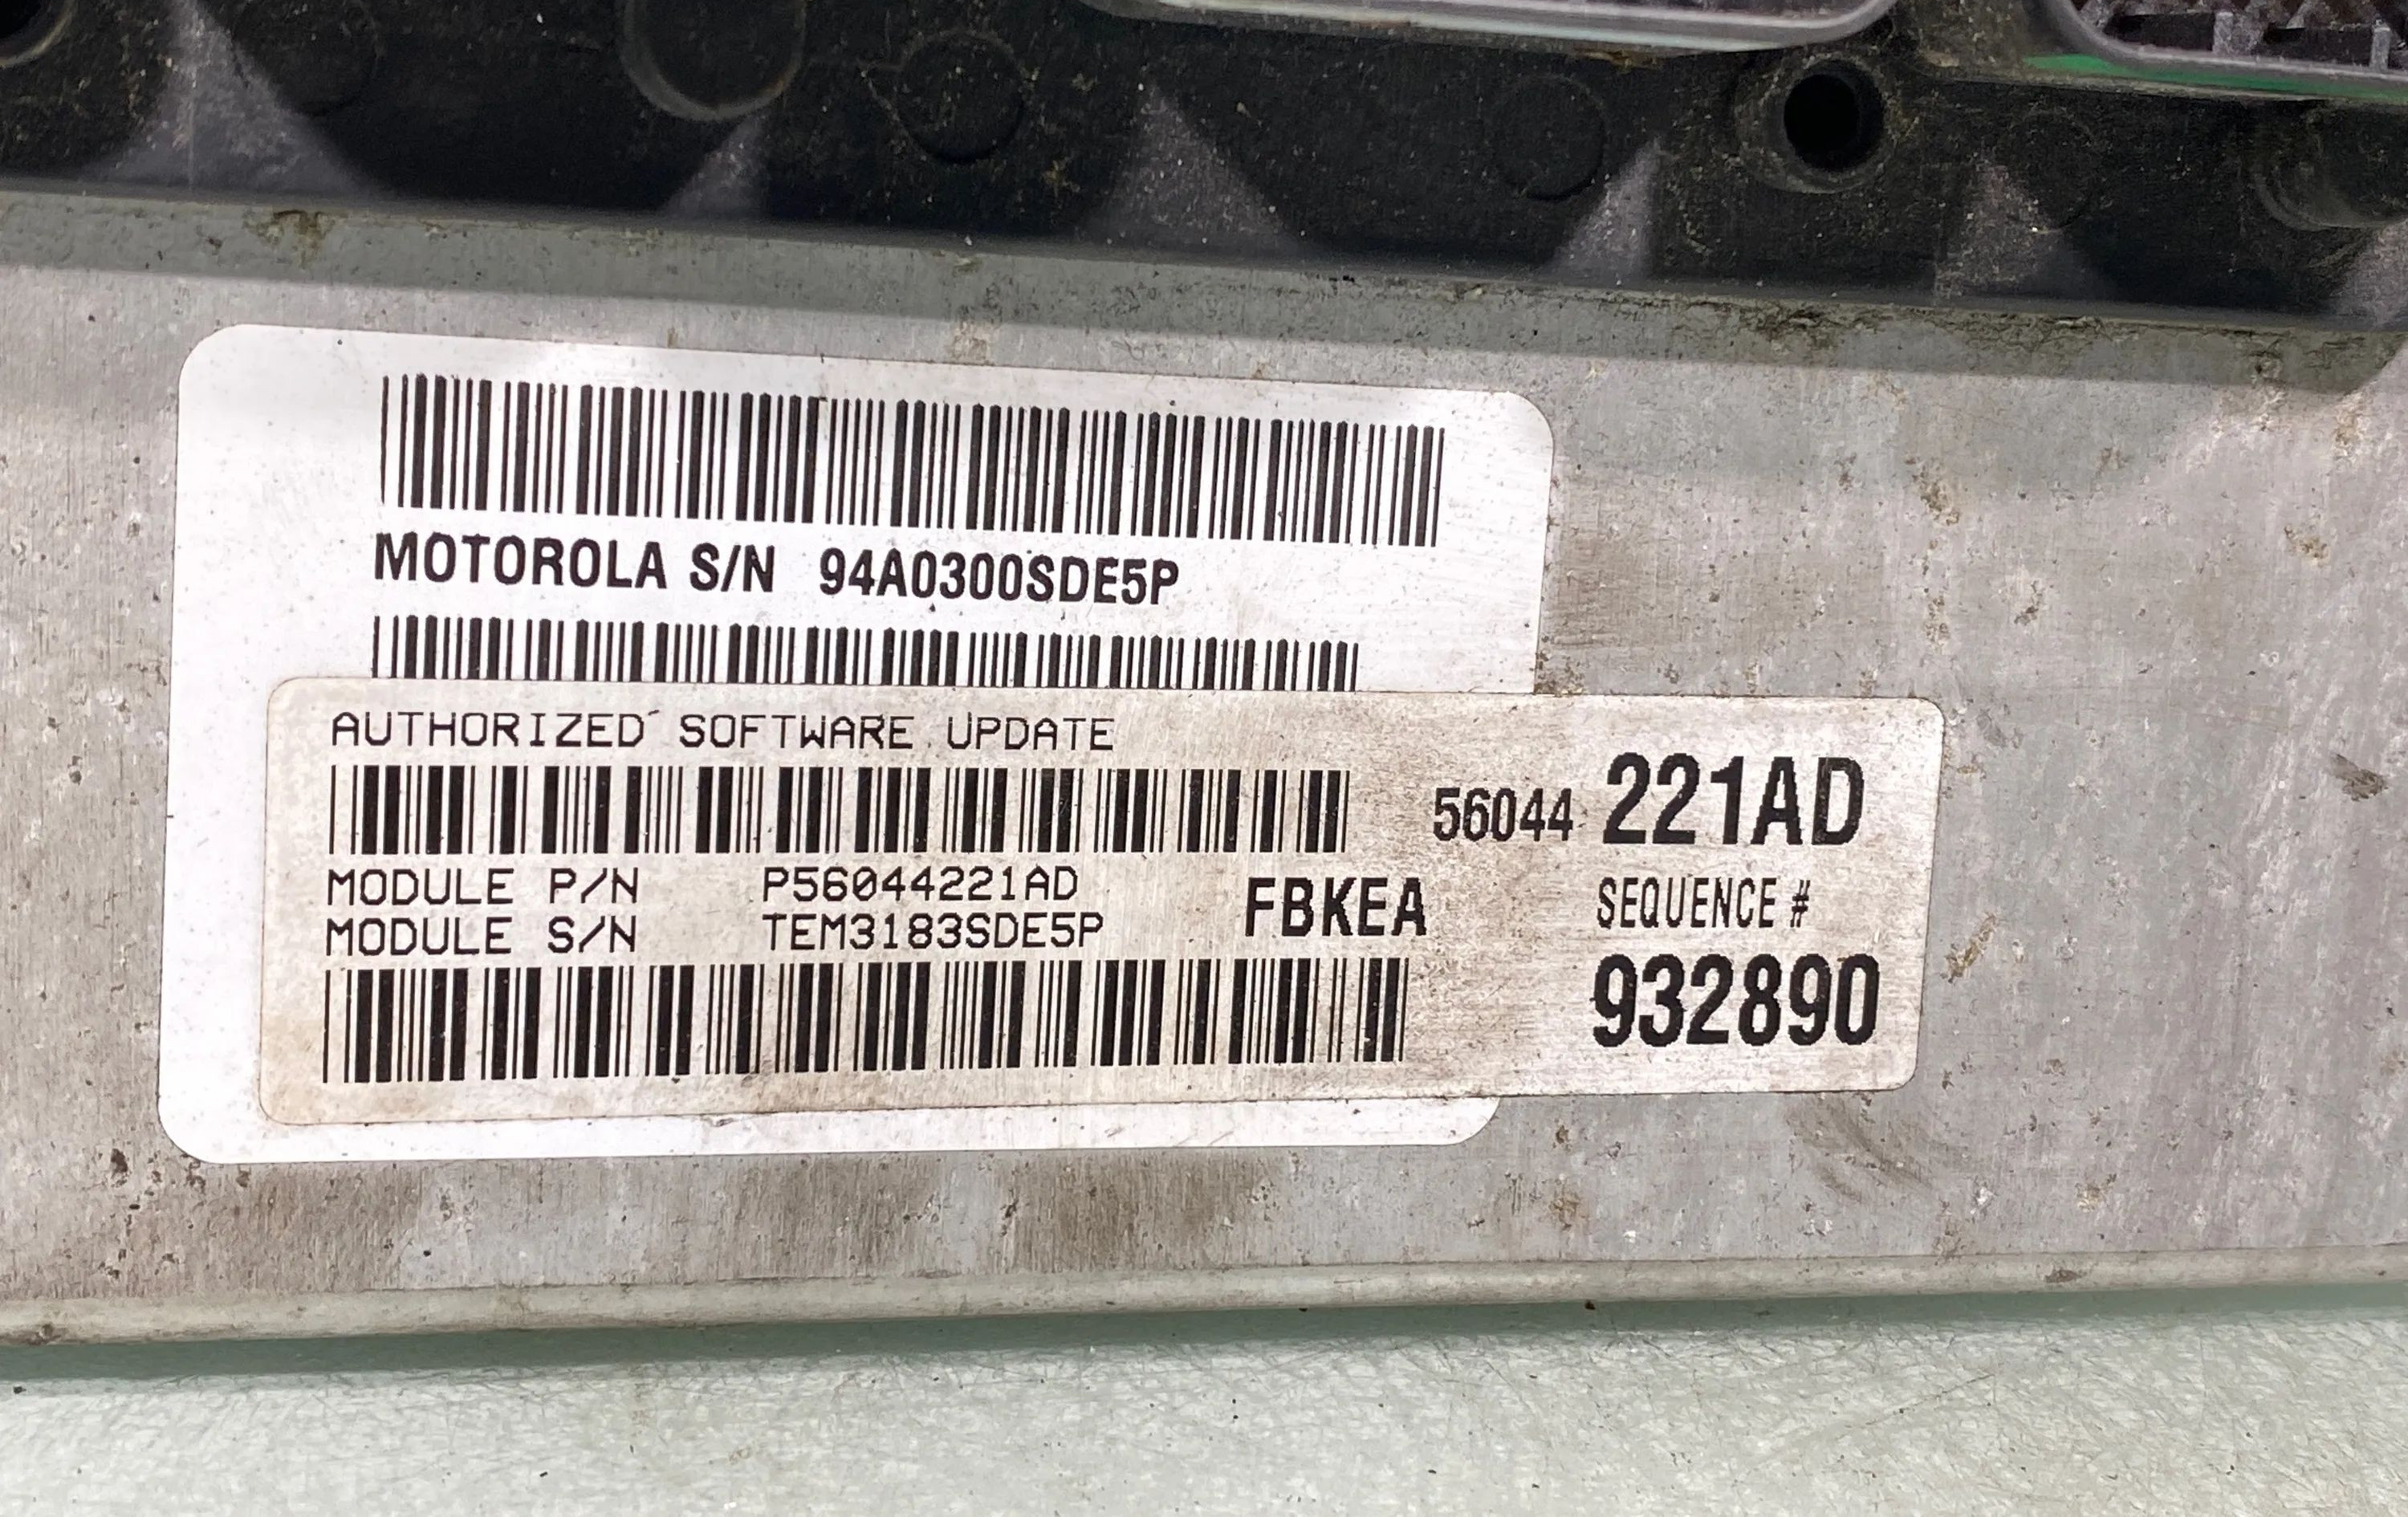 MOTOROLA S/N 94A0300SDE5P
AUTHORIZED SOFTWARE UPDATE
56044 221AD
MODULE P/N P56044221AD
MODULE S/N TEM3183SDE5P
FBKEA
SEQUENCE #
932890